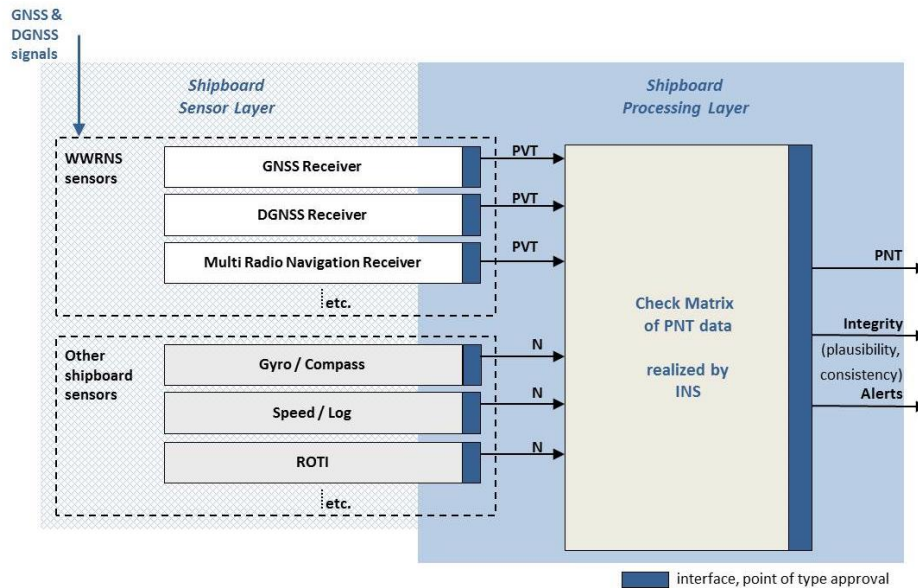 GNSS &
DGNSS
signals
Shipboard
Sensor Layer
Shipboard
Processing Layer
WWRNS
sensors
GNSS Receiver
PVT
DGNSS Receiver
PVT
Multi Radio Navigation Receiver
PVT
etc.
Other
shipboard
sensors
Gyro / Compass
N
Speed / Log
N
ROTI
N
etc.
Check Matrix
of PNT data
realized by
INS
PNT
Integrity
(plausibility,
consistency)
Alerts
interface, point of type approval